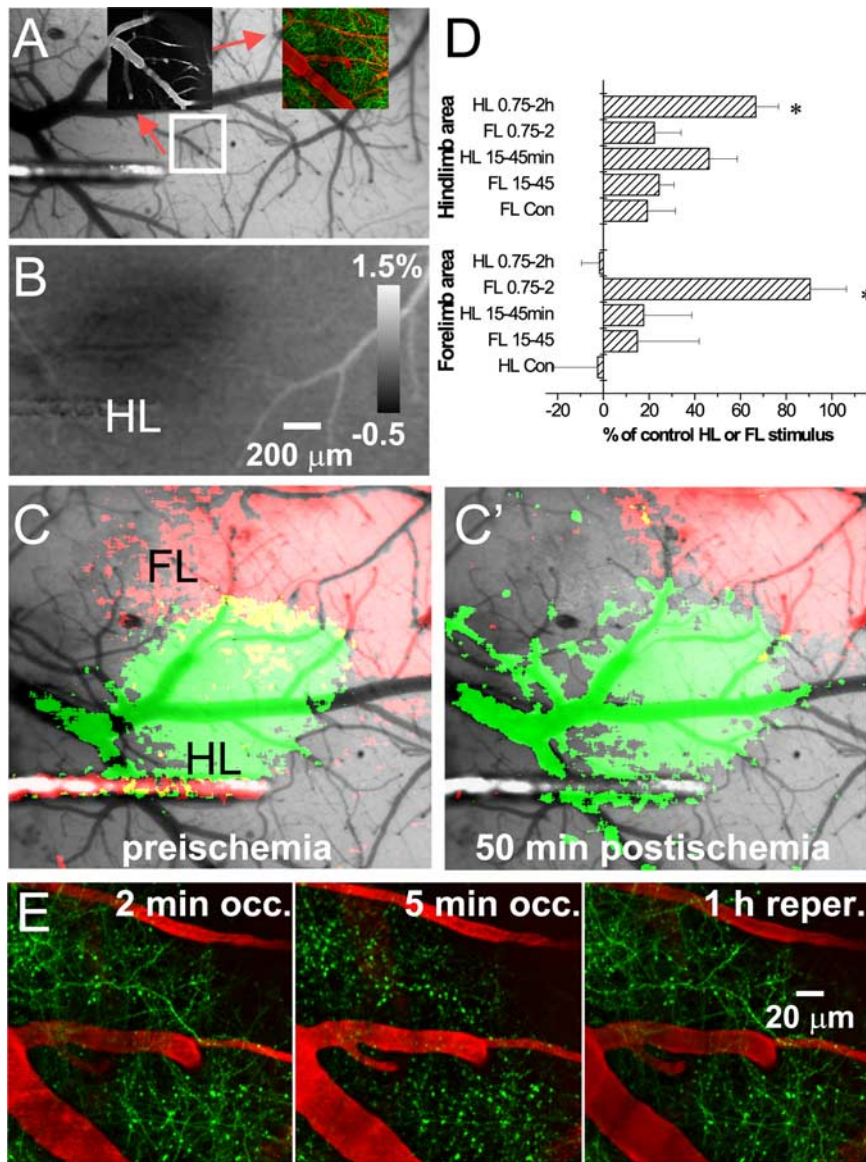 A
B
1.5%
-0.5
HL
200 μm
D
Hindlimb area
HL 0.75-2h
FL 0.75-2
HL 15-45min
FL 15-45
FL Con
*
Forelimb area
HL 0.75-2h
FL 0.75-2
HL 15-45min
FL 15-45
HL Con
*
-20 0 20 40 60 80 100
% of control HL or FL stimulus
C
FL
HL
preischemia
C'
50 min postischemia
E
2 min occ.
5 min occ.
1 h reper.
20 μm